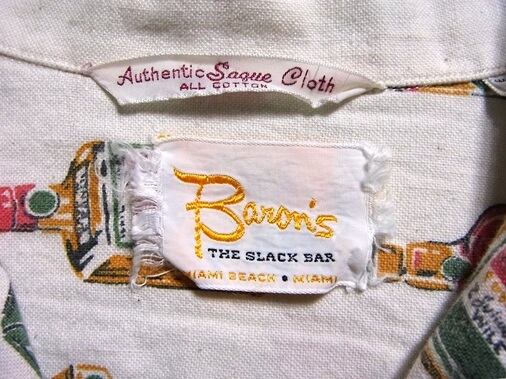 Authentic Saque Cloth
ALL COTTON
Baron's
THE SLACK BAR
MIAMI BEACH • MIAMI